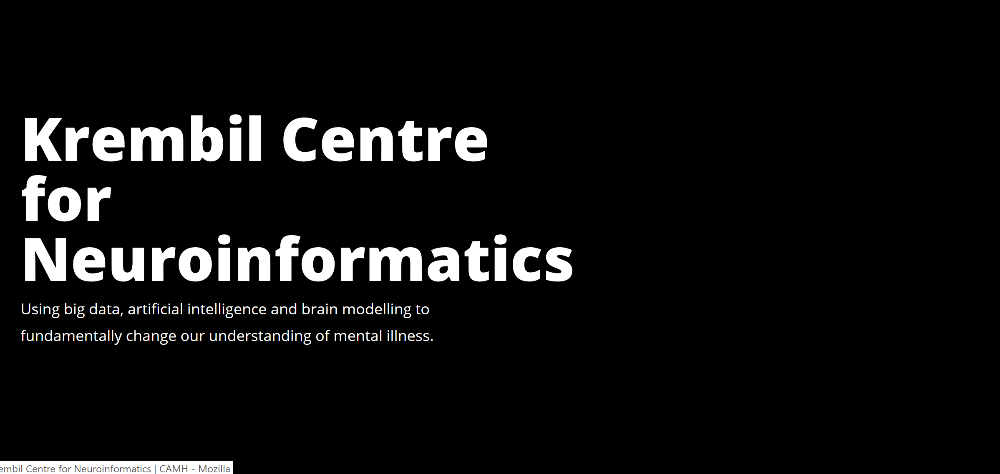 Krembil Centre
for
Neuroinformatics
Using big data, artificial intelligence and brain modelling to
fundamentally change our understanding of mental illness.
embil Centre for Neuroinformatics | CAMH - Mozilla